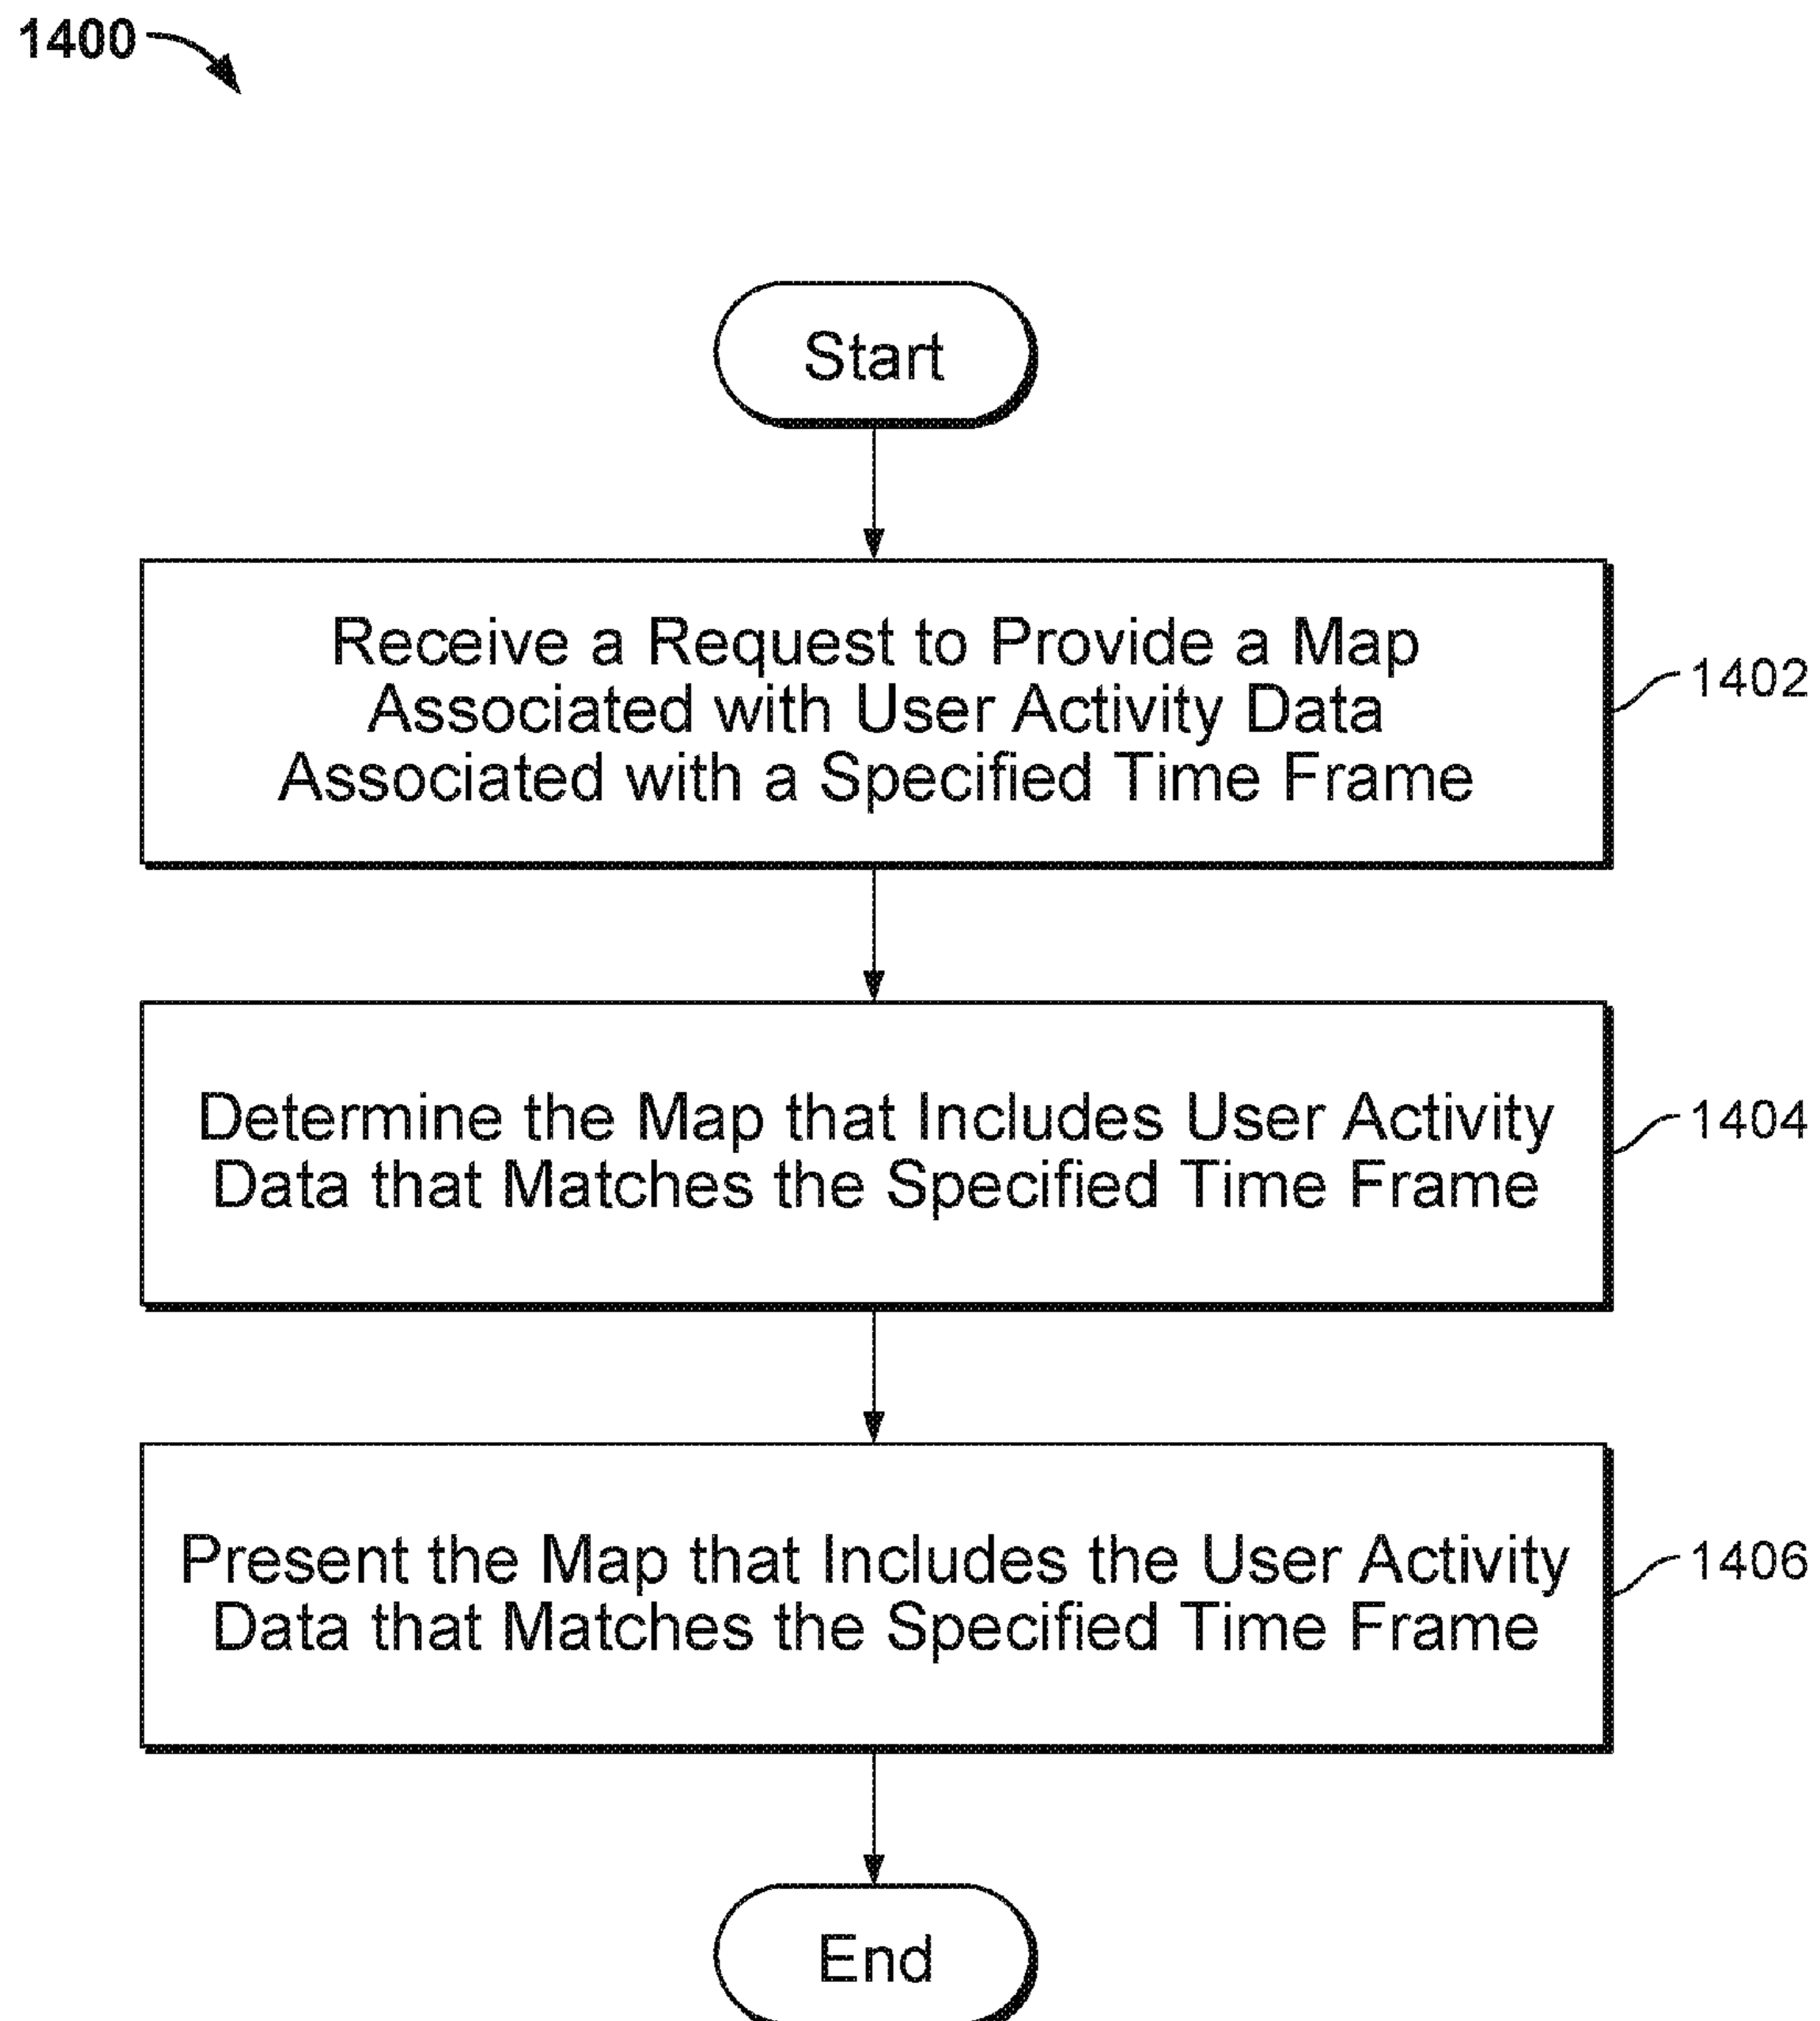 1400
Start
Receive a Request to Provide a Map
Associated with User Activity Data
Associated with a Specified Time Frame
1402
Determine the Map that Includes User Activity
Data that Matches the Specified Time Frame
1404
Present the Map that Includes the User Activity
Data that Matches the Specified Time Frame
1406
End